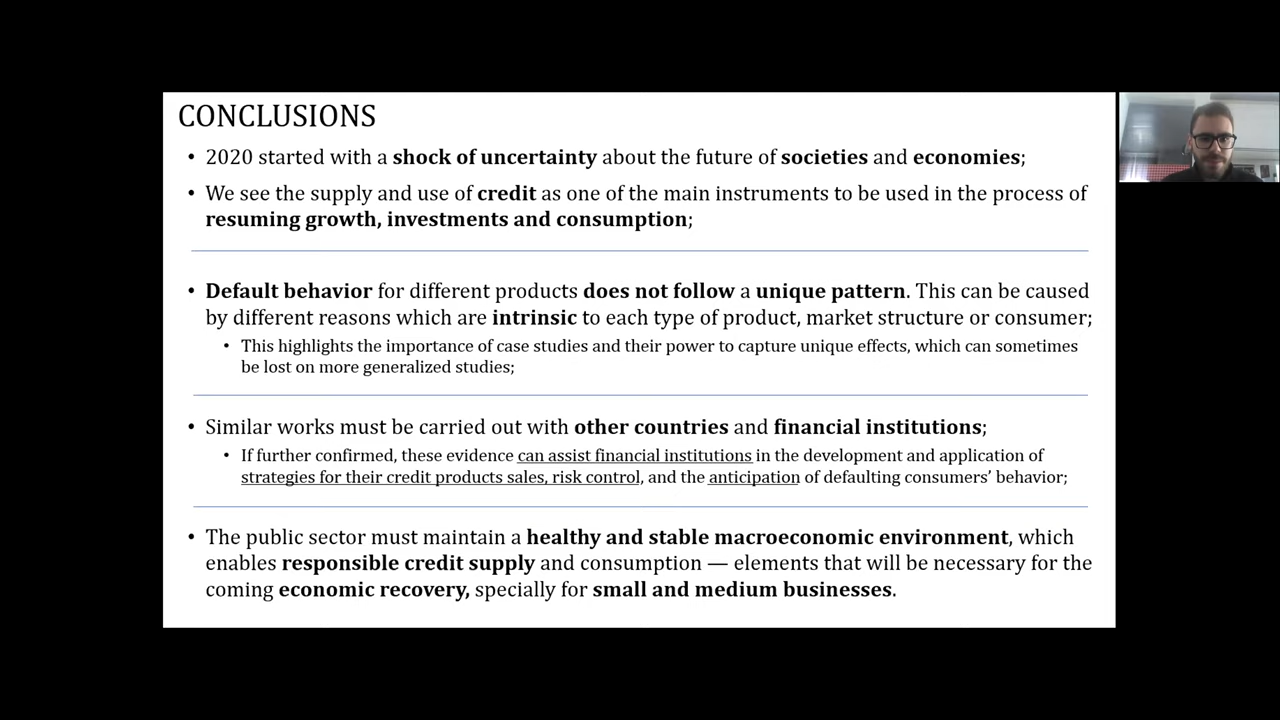 CONCLUSIONS
• 2020 started with a shock of uncertainty about the future of societies and economies;
• We see the supply and use of credit as one of the main instruments to be used in the process of
resuming growth, investments and consumption;
• Default behavior for different products does not follow a unique pattern. This can be caused
by different reasons which are intrinsic to each type of product, market structure or consumer;
• This highlights the importance of case studies and their power to capture unique effects, which can sometimes
be lost on more generalized studies;
• Similar works must be carried out with other countries and financial institutions;
• If further confirmed, these evidence can assist financial institutions in the development and application of
strategies for their credit products sales, risk control, and the anticipation of defaulting consumers’ behavior;
• The public sector must maintain a healthy and stable macroeconomic environment, which
enables responsible credit supply and consumption — elements that will be necessary for the
coming economic recovery, specially for small and medium businesses.